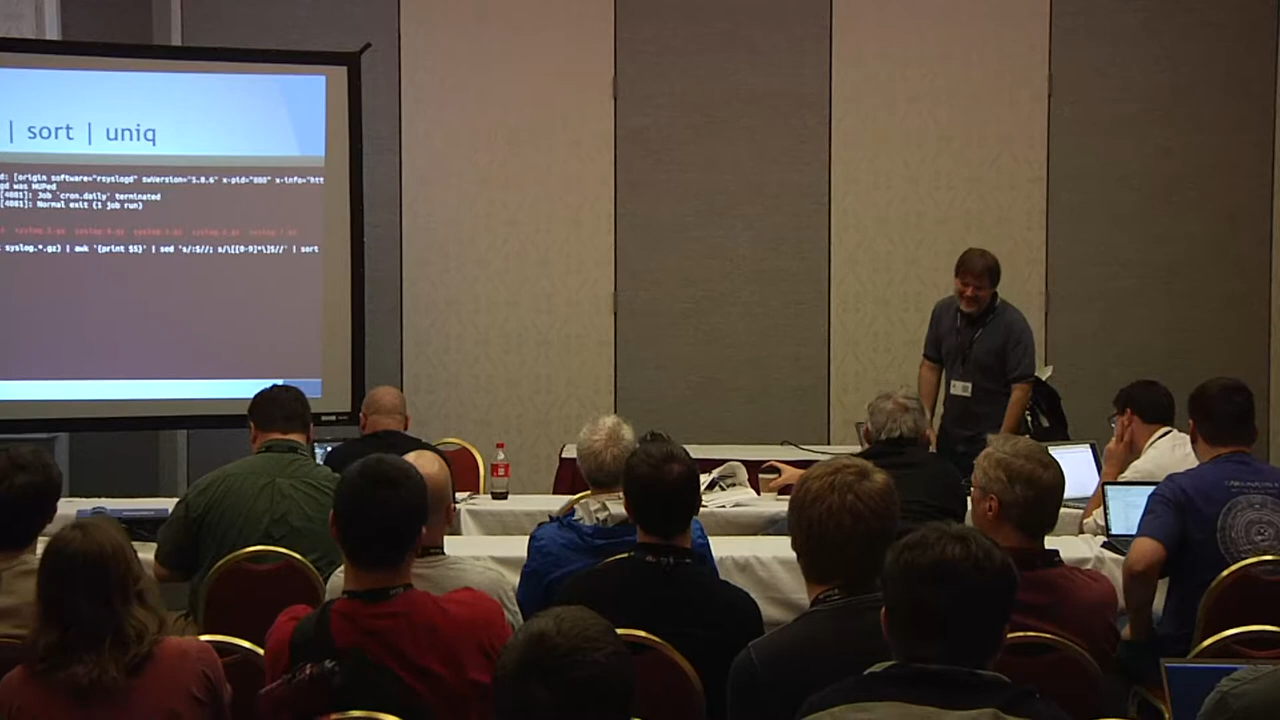 | sort | uniq
d: [origin software="rsyslogd" swVersion="5.8.6" x-pid="880" x-info="htt
gd was HUPed
[4081]: Job `cron.daily' terminated
[4081]: Normal exit (1 job run)
syslog.*.gz) | awk '{print $5}' | sed 's/:$//; s/\[[0-9]*\]$//' | sort